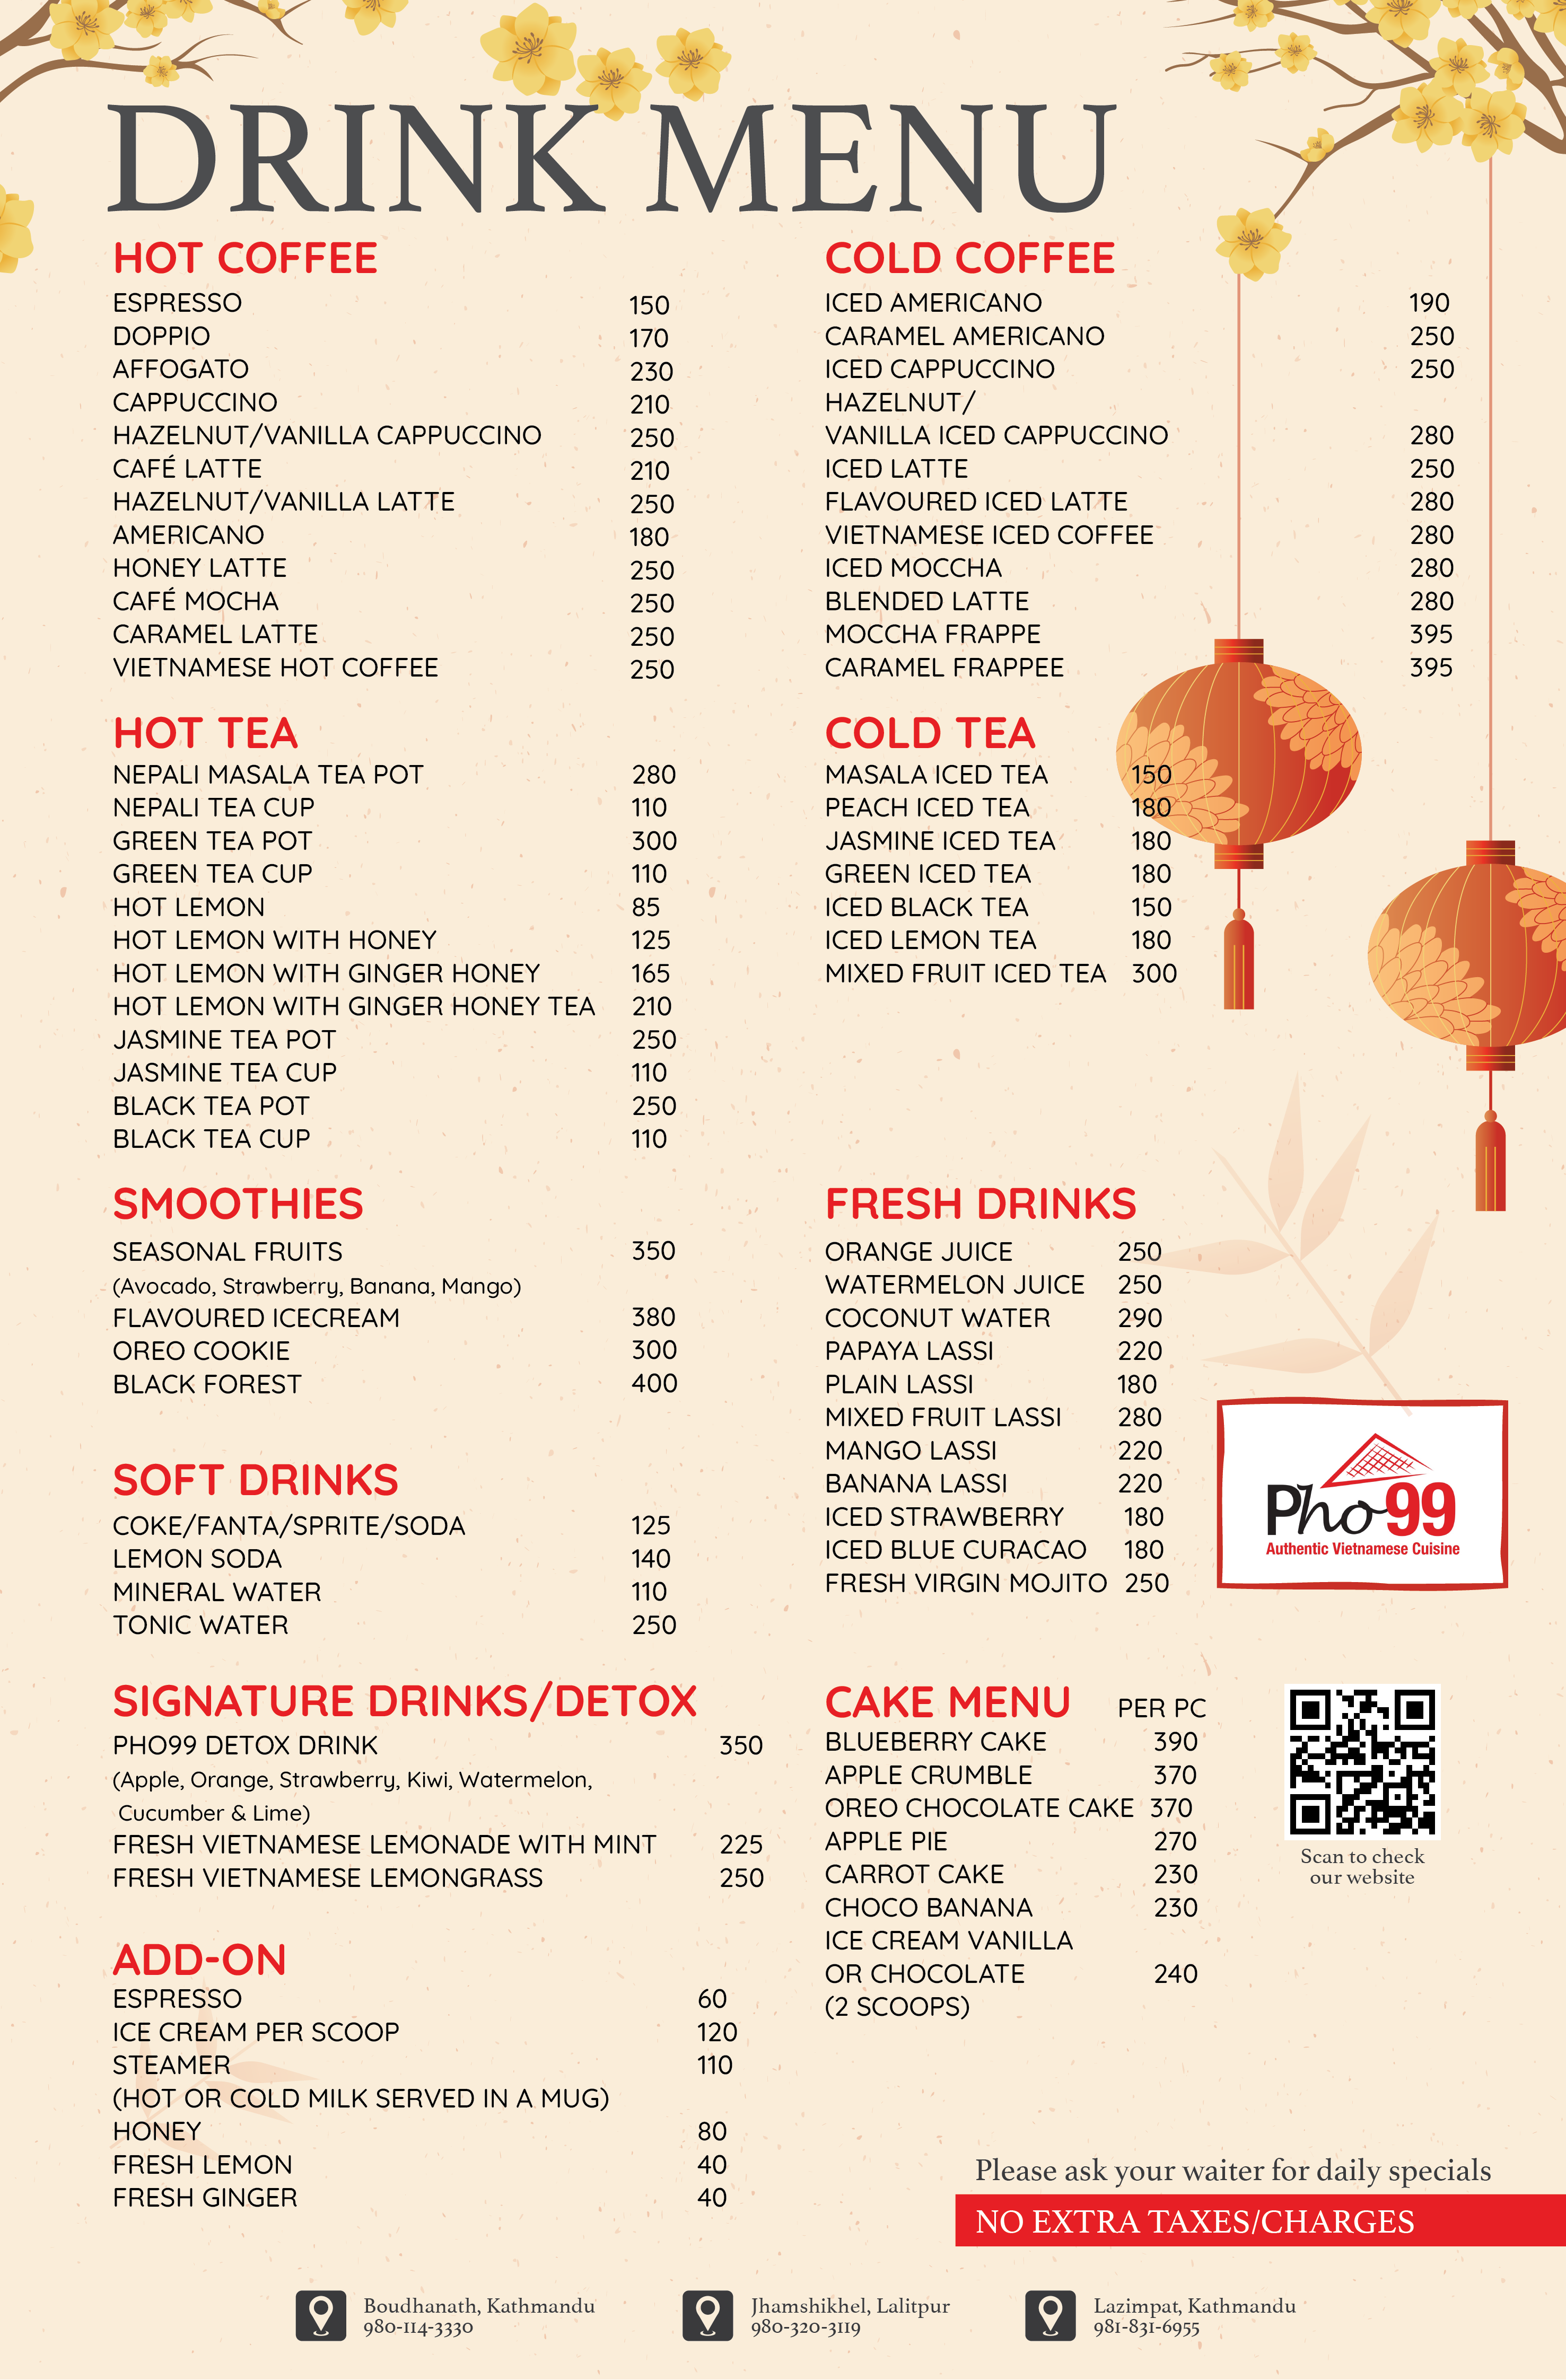 DRINK MENU
HOT COFFEE
ESPRESSO 150
DOPPIO 170
AFFOGATO 230
CAPPUCCINO 210
HAZELNUT/VANILLA CAPPUCCINO 250
CAFÉ LATTE 210
HAZELNUT/VANILLA LATTE 250
AMERICANO 180
HONEY LATTE 250
CAFÉ MOCHA 250
CARAMEL LATTE 250
VIETNAMESE HOT COFFEE 250
COLD COFFEE
ICED AMERICANO 190
CARAMEL AMERICANO 250
ICED CAPPUCCINO 250
HAZELNUT/
VANILLA ICED CAPPUCCINO 280
ICED LATTE 250
FLAVOURED ICED LATTE 280
VIETNAMESE ICED COFFEE 280
ICED MOCCHA 280
BLENDED LATTE 280
MOCCHA FRAPPE 395
CARAMEL FRAPPEE 395
HOT TEA
NEPALI MASALA TEA POT 280
NEPALI TEA CUP 110
GREEN TEA POT 300
GREEN TEA CUP 110
HOT LEMON 85
HOT LEMON WITH HONEY 125
HOT LEMON WITH GINGER HONEY 165
HOT LEMON WITH GINGER HONEY TEA 210
JASMINE TEA POT 250
JASMINE TEA CUP 110
BLACK TEA POT 250
BLACK TEA CUP 110
COLD TEA
MASALA ICED TEA 150
PEACH ICED TEA 180
JASMINE ICED TEA 180
GREEN ICED TEA 180
ICED BLACK TEA 150
ICED LEMON TEA 180
MIXED FRUIT ICED TEA 300
SMOOTHIES
SEASONAL FRUITS 350
(Avocado, Strawberry, Banana, Mango)
FLAVOURED ICECREAM 380
OREO COOKIE 300
BLACK FOREST 400
FRESH DRINKS
ORANGE JUICE 250
WATERMELON JUICE 250
COCONUT WATER 290
PAPAYA LASSI 220
PLAIN LASSI 180
MIXED FRUIT LASSI 280
MANGO LASSI 220
BANANA LASSI 220
ICED STRAWBERRY 180
ICED BLUE CURACAO 180
FRESH VIRGIN MOJITO 250
Pho99
Authentic Vietnamese Cuisine
SOFT DRINKS
COKE/FANTA/SPRITE/SODA 125
LEMON SODA 140
MINERAL WATER 110
TONIC WATER 250
SIGNATURE DRINKS/DETOX
PHO99 DETOX DRINK 350
(Apple, Orange, Strawberry, Kiwi, Watermelon,
Cucumber & Lime)
FRESH VIETNAMESE LEMONADE WITH MINT 225
FRESH VIETNAMESE LEMONGRASS 250
CAKE MENU PER PC
BLUEBERRY CAKE 390
APPLE CRUMBLE 370
OREO CHOCOLATE CAKE 370
APPLE PIE 270
CARROT CAKE 230
CHOCO BANANA 230
ICE CREAM VANILLA
OR CHOCOLATE 240
(2 SCOOPS)
Scan to check
our website
ADD-ON
ESPRESSO 60
ICE CREAM PER SCOOP 120
STEAMER 110
(HOT OR COLD MILK SERVED IN A MUG)
HONEY 80
FRESH LEMON 40
FRESH GINGER 40
Please ask your waiter for daily specials
NO EXTRA TAXES/CHARGES
Boudhanath, Kathmandu
980-114-3330
Jhamshikhel, Lalitpur
980-320-3119
Lazimpat, Kathmandu
981-831-6955